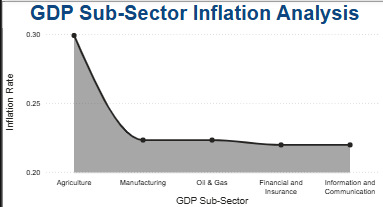 GDP Sub-Sector Inflation Analysis
0.30
0.25
0.20
Inflation Rate
Agriculture
Manufacturing
Oil & Gas
Financial and
Insurance
Information and
Communication
GDP Sub-Sector